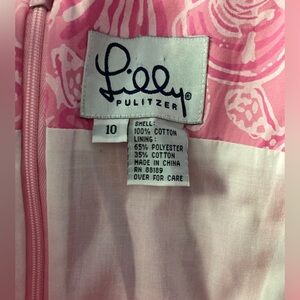 Lilly
PULITZER
10
SHELL:
100% COTTON
LINING:
65% POLYESTER
35% COTTON
MADE IN CHINA
RN 88189
OVER FOR CARE